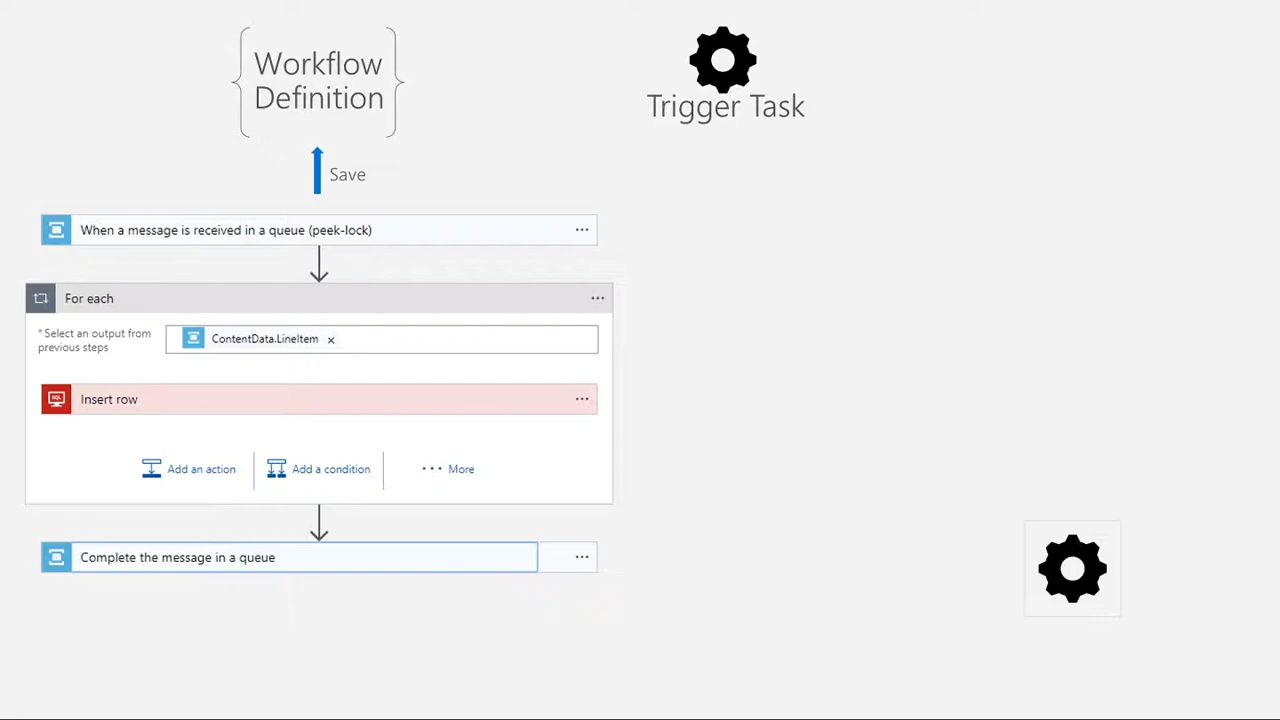 Workflow
Definition
Trigger Task
Save
When a message is received in a queue (peek-lock)
For each
*Select an output from
previous steps
ContentData.LineItem ×
SQL
Insert row
Add an action
Add a condition
More
Complete the message in a queue